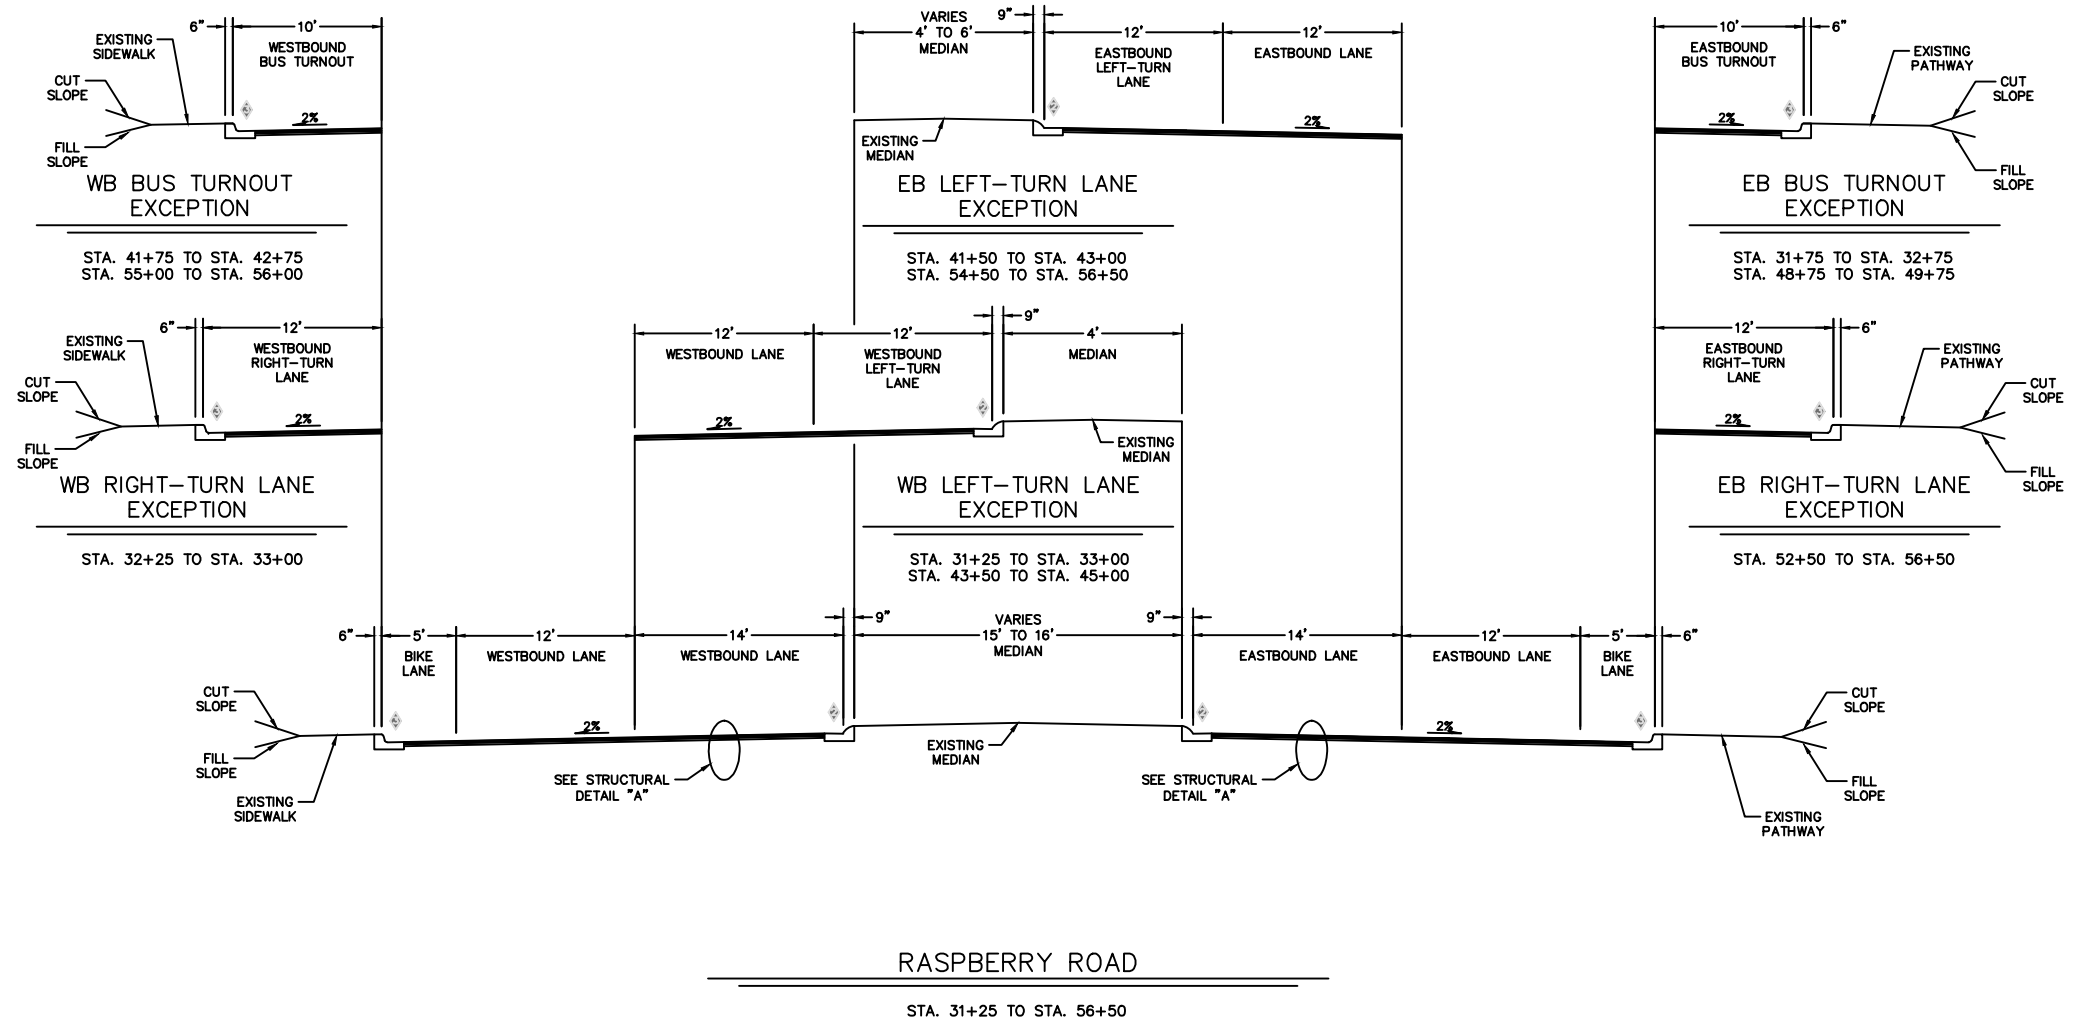 6"
10'
WESTBOUND
BUS TURNOUT
EXISTING
SIDEWALK
CUT
SLOPE
FILL
SLOPE
2%
WB BUS TURNOUT
EXCEPTION
STA. 41+75 TO STA. 42+75
STA. 55+00 TO STA. 56+00
VARIES
4' TO 6'
MEDIAN
9"
12'
EASTBOUND
LEFT-TURN
LANE
12'
EASTBOUND LANE
EXISTING
MEDIAN
2%
EB LEFT-TURN LANE
EXCEPTION
STA. 41+50 TO STA. 43+00
STA. 54+50 TO STA. 56+50
10'
EASTBOUND
BUS TURNOUT
6"
EXISTING
PATHWAY
CUT
SLOPE
FILL
SLOPE
2%
EB BUS TURNOUT
EXCEPTION
STA. 31+75 TO STA. 32+75
STA. 48+75 TO STA. 49+75
6"
12'
WESTBOUND
RIGHT-TURN
LANE
EXISTING
SIDEWALK
CUT
SLOPE
FILL
SLOPE
2%
WB RIGHT-TURN LANE
EXCEPTION
STA. 32+25 TO STA. 33+00
12'
WESTBOUND LANE
12'
WESTBOUND
LEFT-TURN
LANE
9"
4'
MEDIAN
2%
EXISTING
MEDIAN
WB LEFT-TURN LANE
EXCEPTION
STA. 31+25 TO STA. 33+00
STA. 43+50 TO STA. 45+00
12'
EASTBOUND
RIGHT-TURN
LANE
6"
EXISTING
PATHWAY
CUT
SLOPE
FILL
SLOPE
2%
EB RIGHT-TURN LANE
EXCEPTION
STA. 52+50 TO STA. 56+50
6"
5'
BIKE
LANE
12'
WESTBOUND LANE
14'
WESTBOUND LANE
9"
VARIES
15' TO 16'
MEDIAN
9"
14'
EASTBOUND LANE
12'
EASTBOUND LANE
5'
BIKE
LANE
6"
CUT
SLOPE
FILL
SLOPE
EXISTING
SIDEWALK
2%
SEE STRUCTURAL
DETAIL "A"
EXISTING
MEDIAN
SEE STRUCTURAL
DETAIL "A"
2%
CUT
SLOPE
FILL
SLOPE
EXISTING
PATHWAY
RASPBERRY ROAD
STA. 31+25 TO STA. 56+50